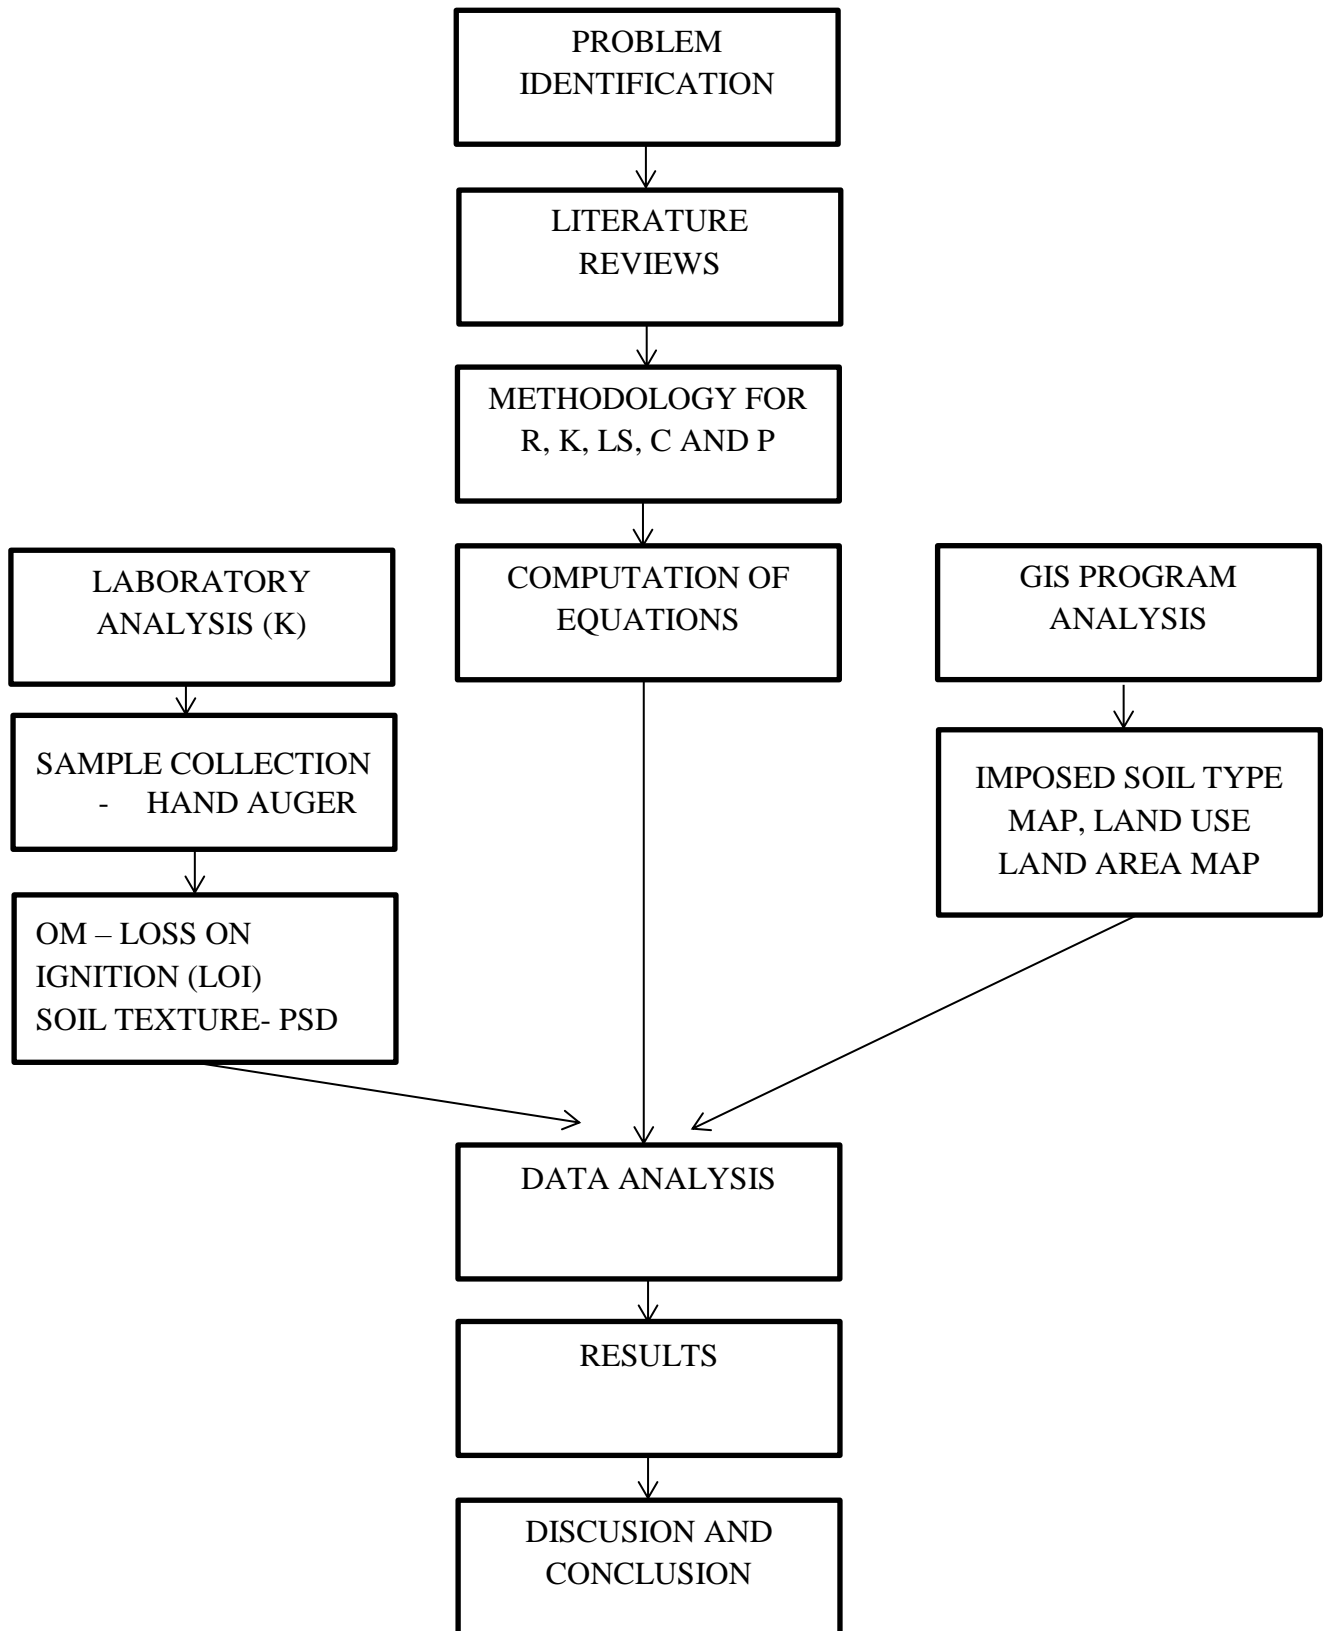 PROBLEM
IDENTIFICATION
LITERATURE
REVIEWS
METHODOLOGY FOR
R, K, LS, C AND P
COMPUTATION OF
EQUATIONS
LABORATORY
ANALYSIS (K)
SAMPLE COLLECTION
- HAND AUGER
OM – LOSS ON
IGNITION (LOI)
SOIL TEXTURE- PSD
GIS PROGRAM
ANALYSIS
IMPOSED SOIL TYPE
MAP, LAND USE
LAND AREA MAP
DATA ANALYSIS
RESULTS
DISCUSION AND
CONCLUSION